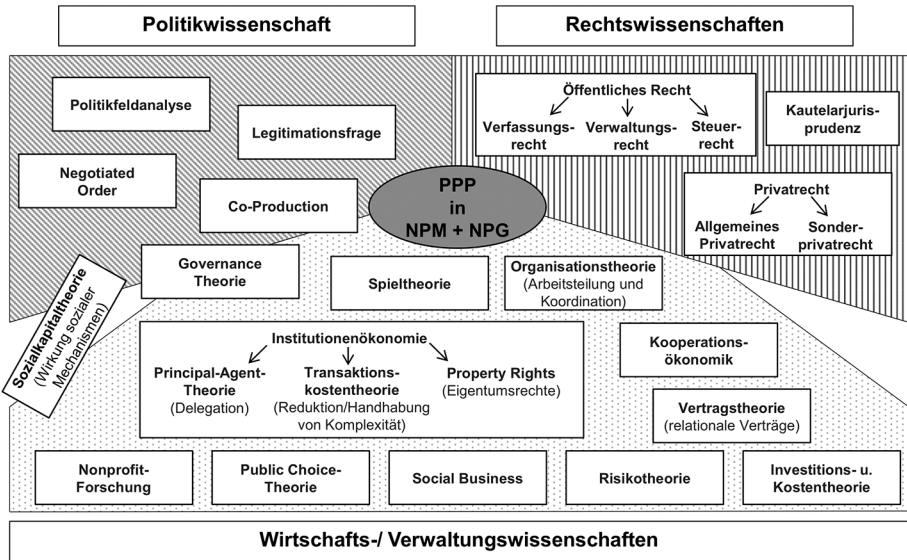 Politikwissenschaft
Rechtswissenschaften
Politikfeldanalyse
Legitimationsfrage
Negotiated
Order
Co-Production
Öffentliches Recht
Verfassungs-
recht
Verwaltungs-
recht
Steuer-
recht
Kautelarjuris-
prudenz
Privatrecht
Allgemeines
Privatrecht
Sonder-
privatrecht
PPP
in
NPM + NPG
Governance
Theorie
Spieltheorie
Organisationstheorie
(Arbeitsteilung und
Koordination)
Sozialkapitaltheorie
(Wirkung sozialer
Mechanismen)
Institutionenökonomie
Principal-Agent-
Theorie
(Delegation)
Transaktions-
kostentheorie
(Reduktion/Handhabung
von Komplexität)
Property Rights
(Eigentumsrechte)
Kooperations-
ökonomik
Vertragstheorie
(relationale Verträge)
Nonprofit-
Forschung
Public Choice-
Theorie
Social Business
Risikotheorie
Investitions- u.
Kostentheorie
Wirtschafts-/ Verwaltungswissenschaften